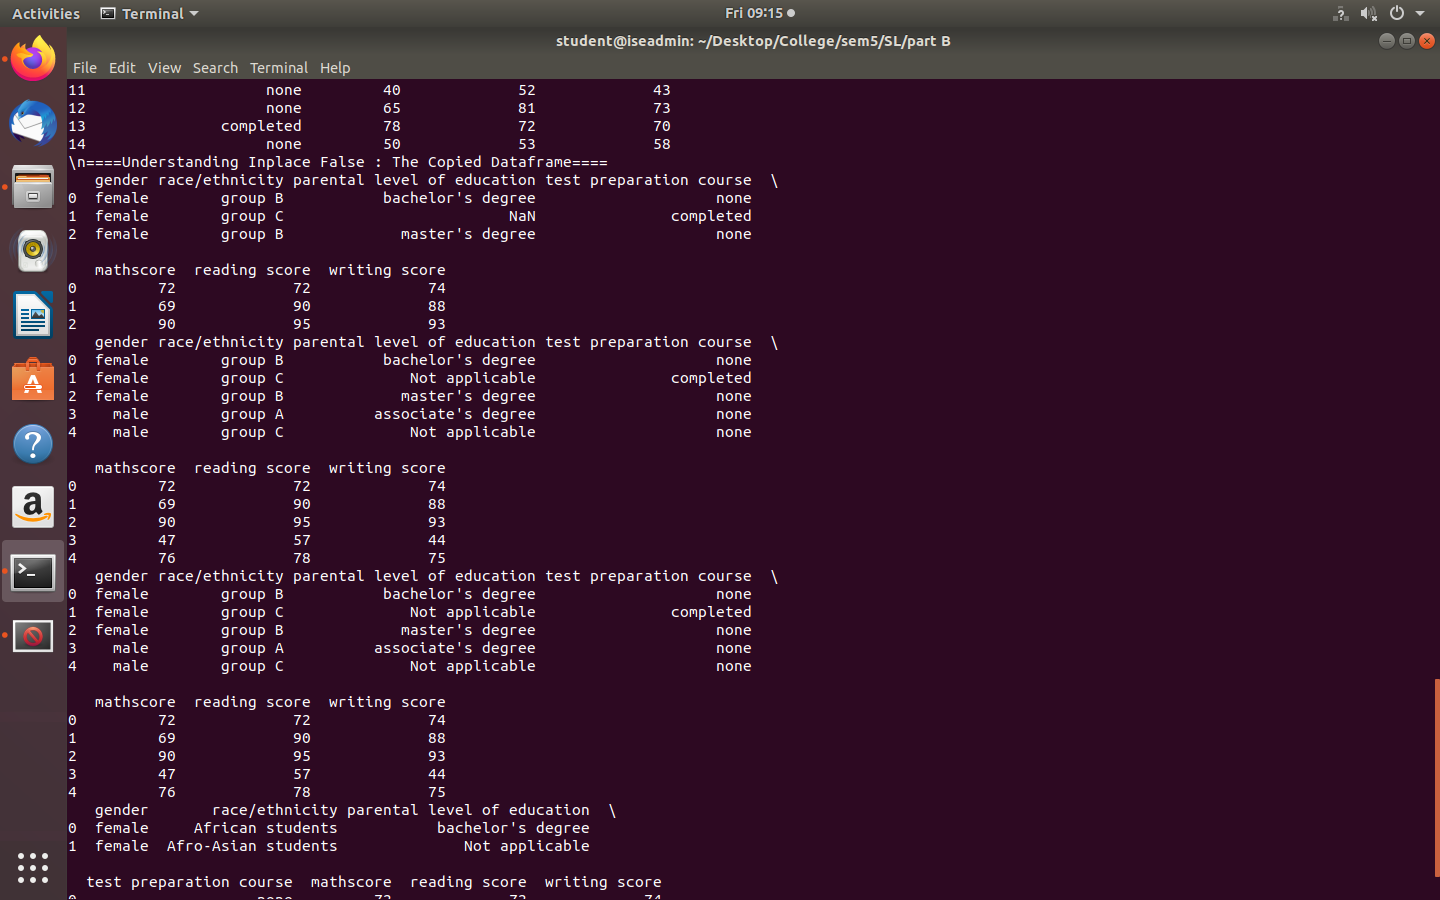 Activities Terminal Fri 09:15
student@iseadmin: ~/Desktop/College/sem5/SL/part B
File Edit View Search Terminal Help
11 none 40 52 43
12 none 65 81 73
13 completed 78 72 70
14 none 50 53 58
\n====Understanding Inplace False : The Copied Dataframe====
gender race/ethnicity parental level of education test preparation course \
0 female group B bachelor's degree none
1 female group C NaN completed
2 female group B master's degree none
mathscore reading score writing score
0 72 72 74
1 69 90 88
2 90 95 93
gender race/ethnicity parental level of education test preparation course \
0 female group B bachelor's degree none
1 female group C Not applicable completed
2 female group B master's degree none
3 male group A associate's degree none
4 male group C Not applicable none
mathscore reading score writing score
0 72 72 74
1 69 90 88
2 90 95 93
3 47 57 44
4 76 78 75
gender race/ethnicity parental level of education test preparation course \
0 female group B bachelor's degree none
1 female group C Not applicable completed
2 female group B master's degree none
3 male group A associate's degree none
4 male group C Not applicable none
mathscore reading score writing score
0 72 72 74
1 69 90 88
2 90 95 93
3 47 57 44
4 76 78 75
gender race/ethnicity parental level of education \
0 female African students bachelor's degree
1 female Afro-Asian students Not applicable
test preparation course mathscore reading score writing score